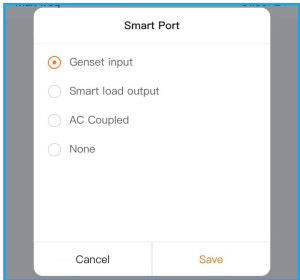 Smart Port
Genset input
Smart load output
AC Coupled
None
Cancel
Save